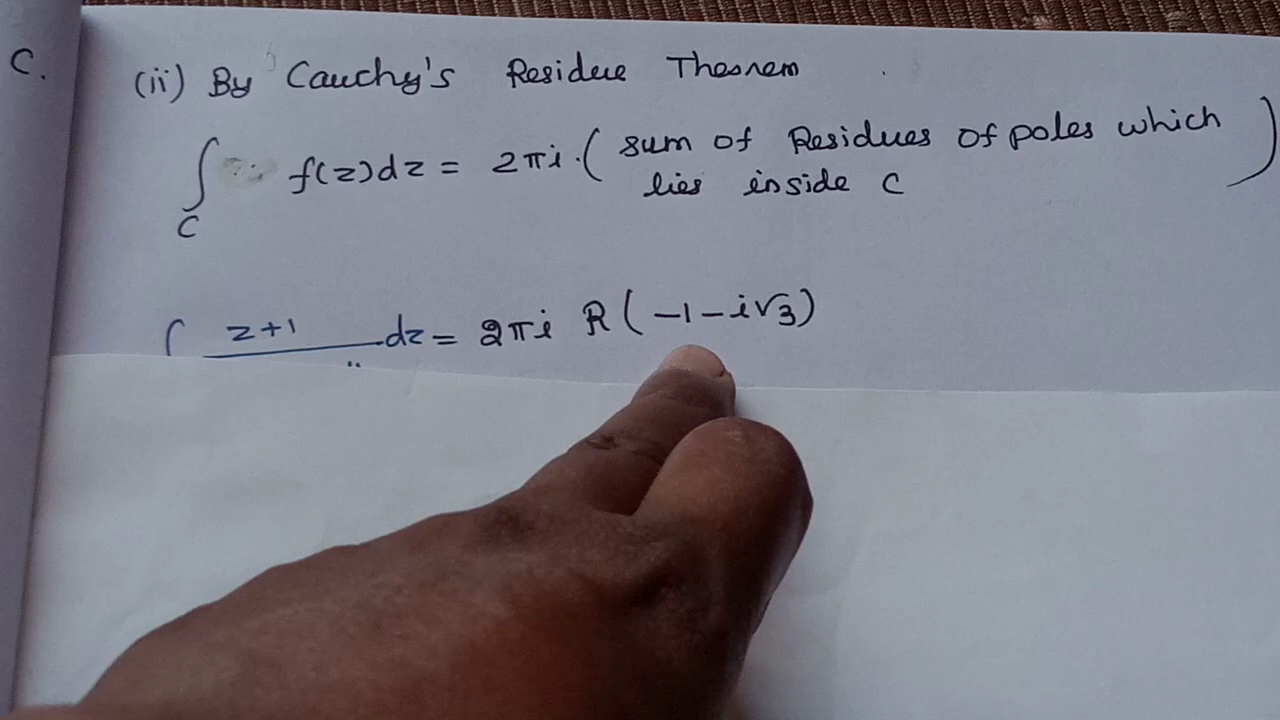 C.
(ii) By Cauchy's Residue Theorem
∫ f(z)dz = 2πi.( sum of Residues of poles which
lies inside C )
C
∫ z+1 dz = 2πi R(-1-i√3)